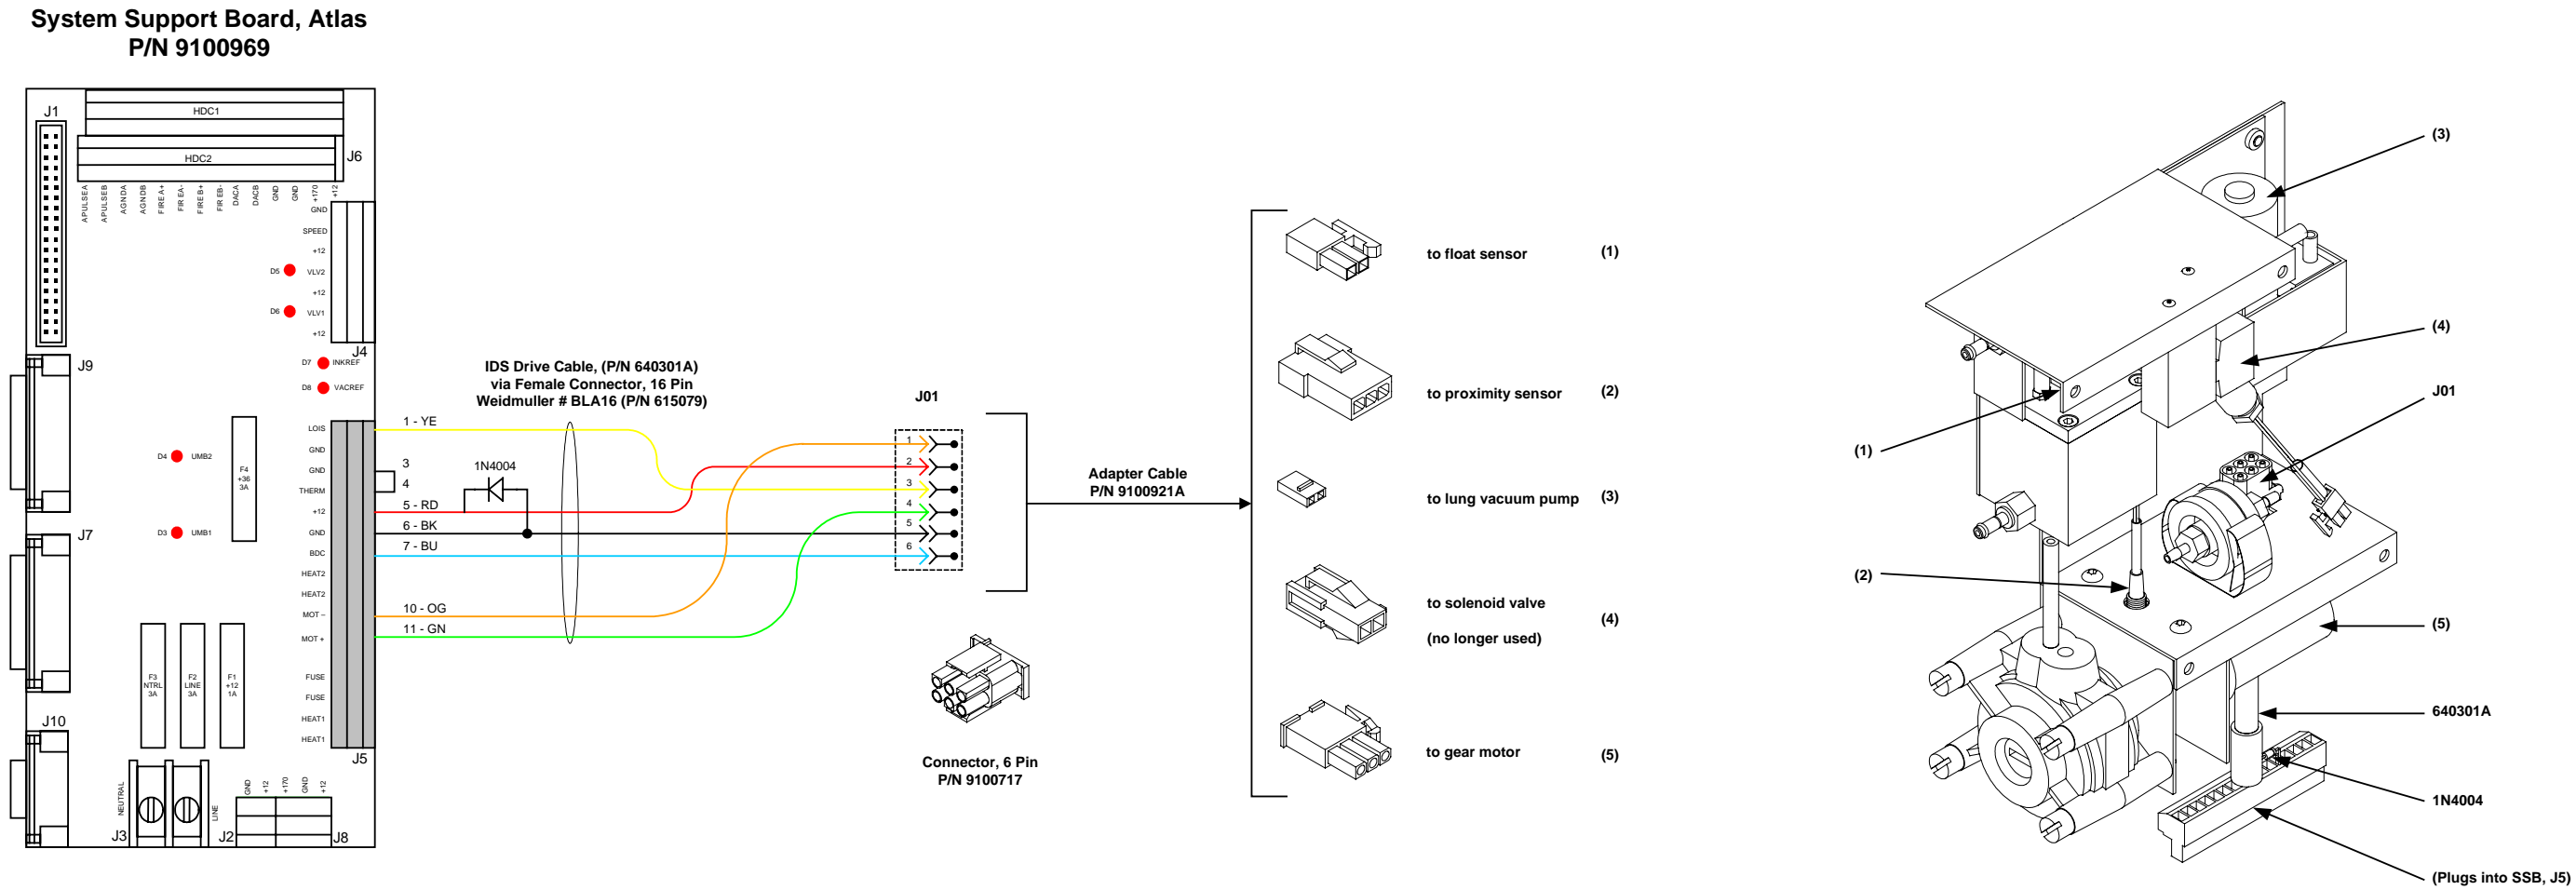 System Support Board, Atlas
P/N 9100969
J1
HDC1
HDC2
J6
APULSEA
APULSEB
AGNDA
AGNDB
FIREA+
FIREA-
FIREB+
FIREB-
DACA
DACB
GND
GND
+170
+12
GND
SPEED
+12
D5 VLV2
+12
D6 VLV1
+12
J4
D7 INKREF
D8 VACREF
J9
LOIS
GND
GND
THERM
+12
GND
BDC
HEAT2
HEAT2
MOT –
MOT +
FUSE
FUSE
HEAT1
HEAT1
J5
D4 UMB2
D3 UMB1
F4
+36
3A
J7
F3
NTRL
3A
F2
LINE
3A
F1
+12
1A
J10
NEUTRAL
LINE
J3
GND
+12
+170
GND
+12
J2
J8
IDS Drive Cable, (P/N 640301A)
via Female Connector, 16 Pin
Weidmuller # BLA16 (P/N 615079)
1 - YE
3
4
5 - RD
6 - BK
7 - BU
10 - OG
11 - GN
1N4004
J01
1
2
3
4
5
6
Connector, 6 Pin
P/N 9100717
Adapter Cable
P/N 9100921A
to float sensor (1)
to proximity sensor (2)
to lung vacuum pump (3)
to solenoid valve
(no longer used)
(4)
to gear motor (5)
(3)
(4)
J01
(1)
(2)
(5)
640301A
1N4004
(Plugs into SSB, J5)